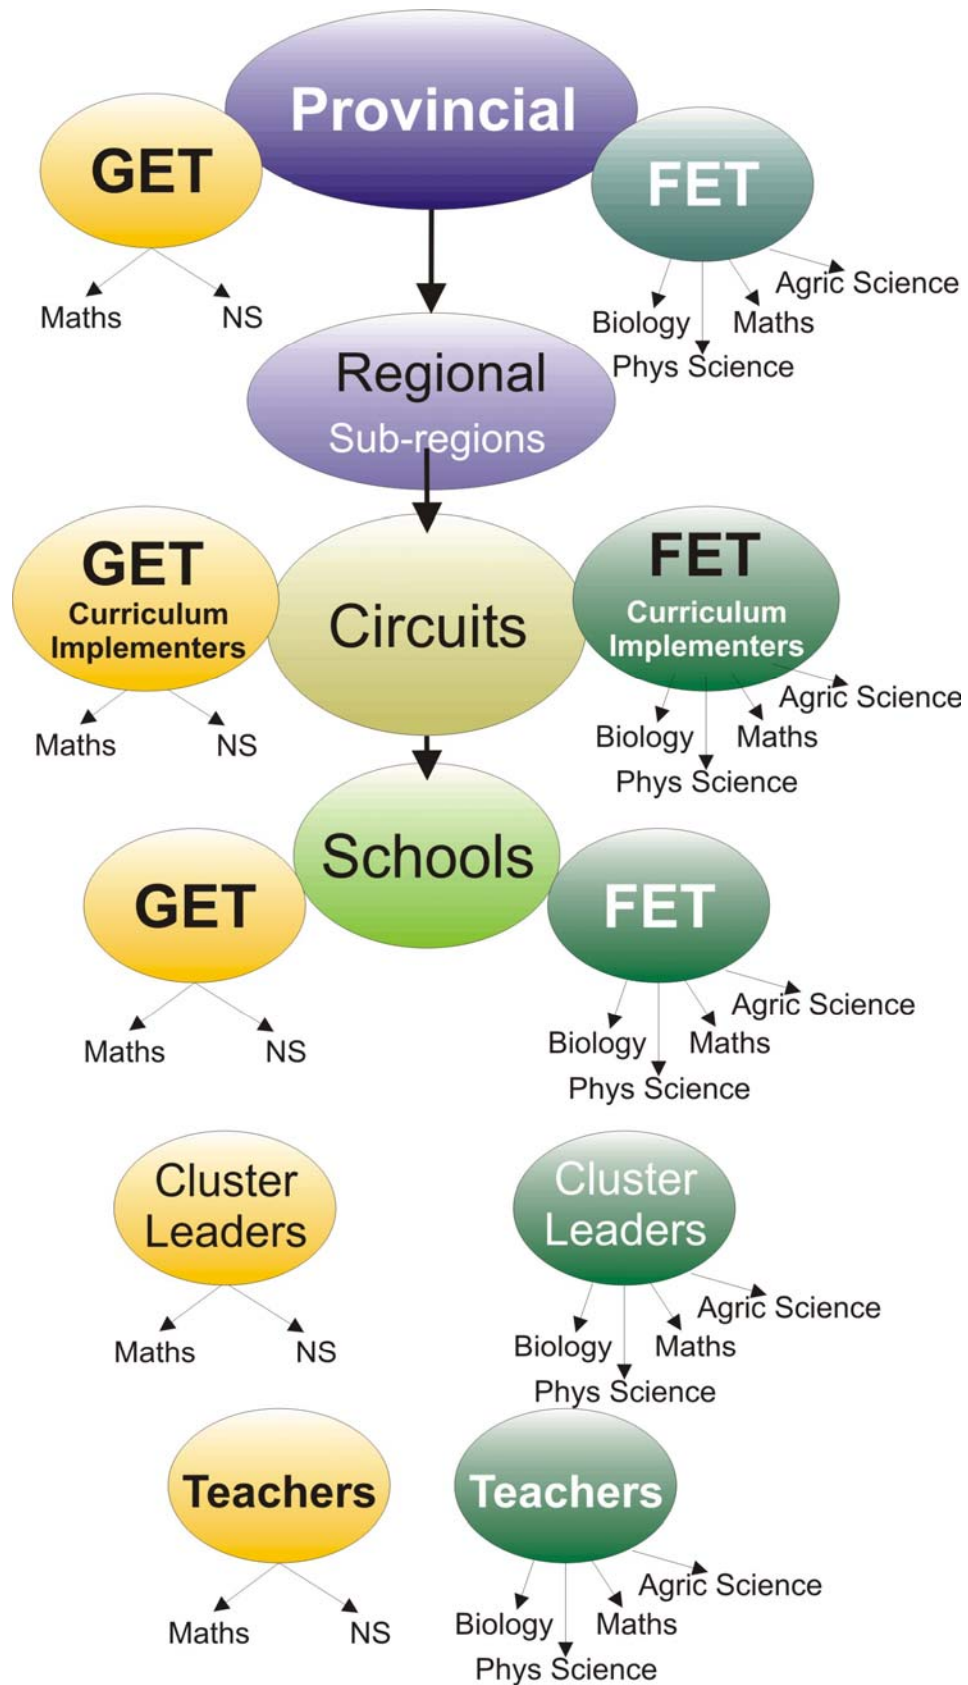 Provincial
GET
FET
Maths
NS
Agric Science
Biology
Maths
Phys Science
Regional
Sub-regions
GET
Curriculum
Implementers
Circuits
FET
Curriculum
Implementers
Maths
NS
Agric Science
Biology
Maths
Phys Science
Schools
GET
FET
Maths
NS
Agric Science
Biology
Maths
Phys Science
Cluster
Leaders
Cluster
Leaders
Maths
NS
Agric Science
Biology
Maths
Phys Science
Teachers
Teachers
Maths
NS
Agric Science
Biology
Maths
Phys Science